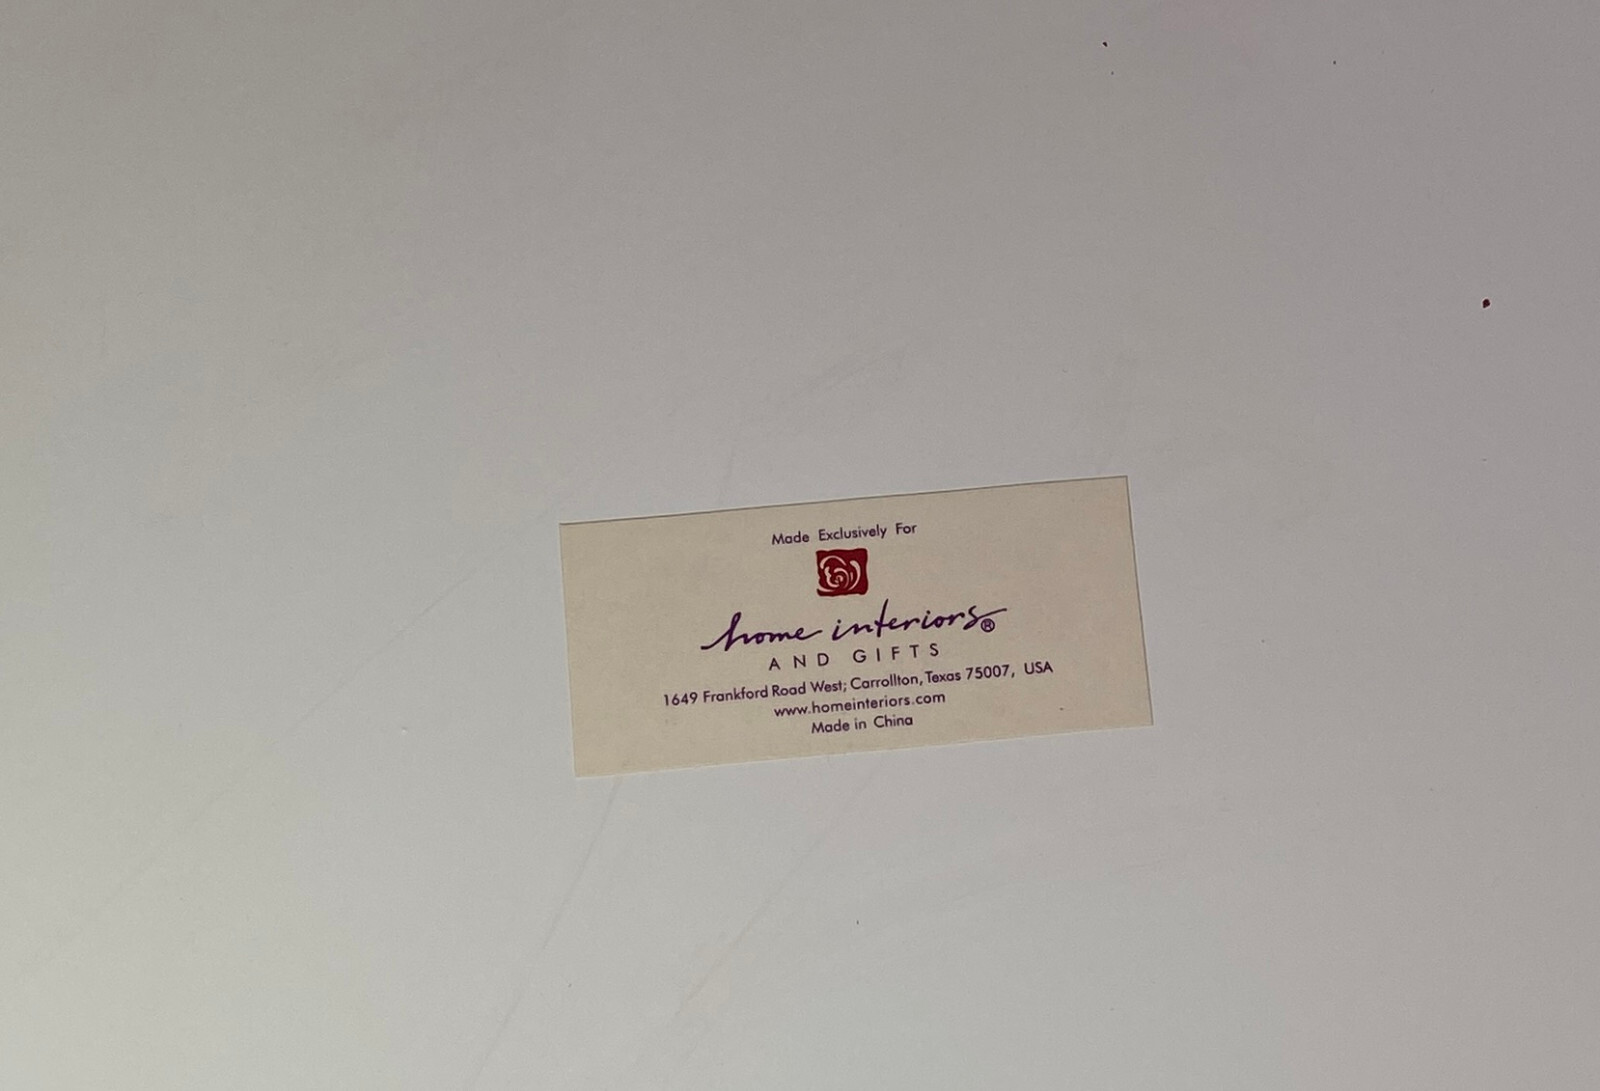 Made Exclusively For
home interiors®
AND GIFTS
1649 Frankford Road West; Carrollton, Texas 75007, USA
www.homeinteriors.com
Made in China